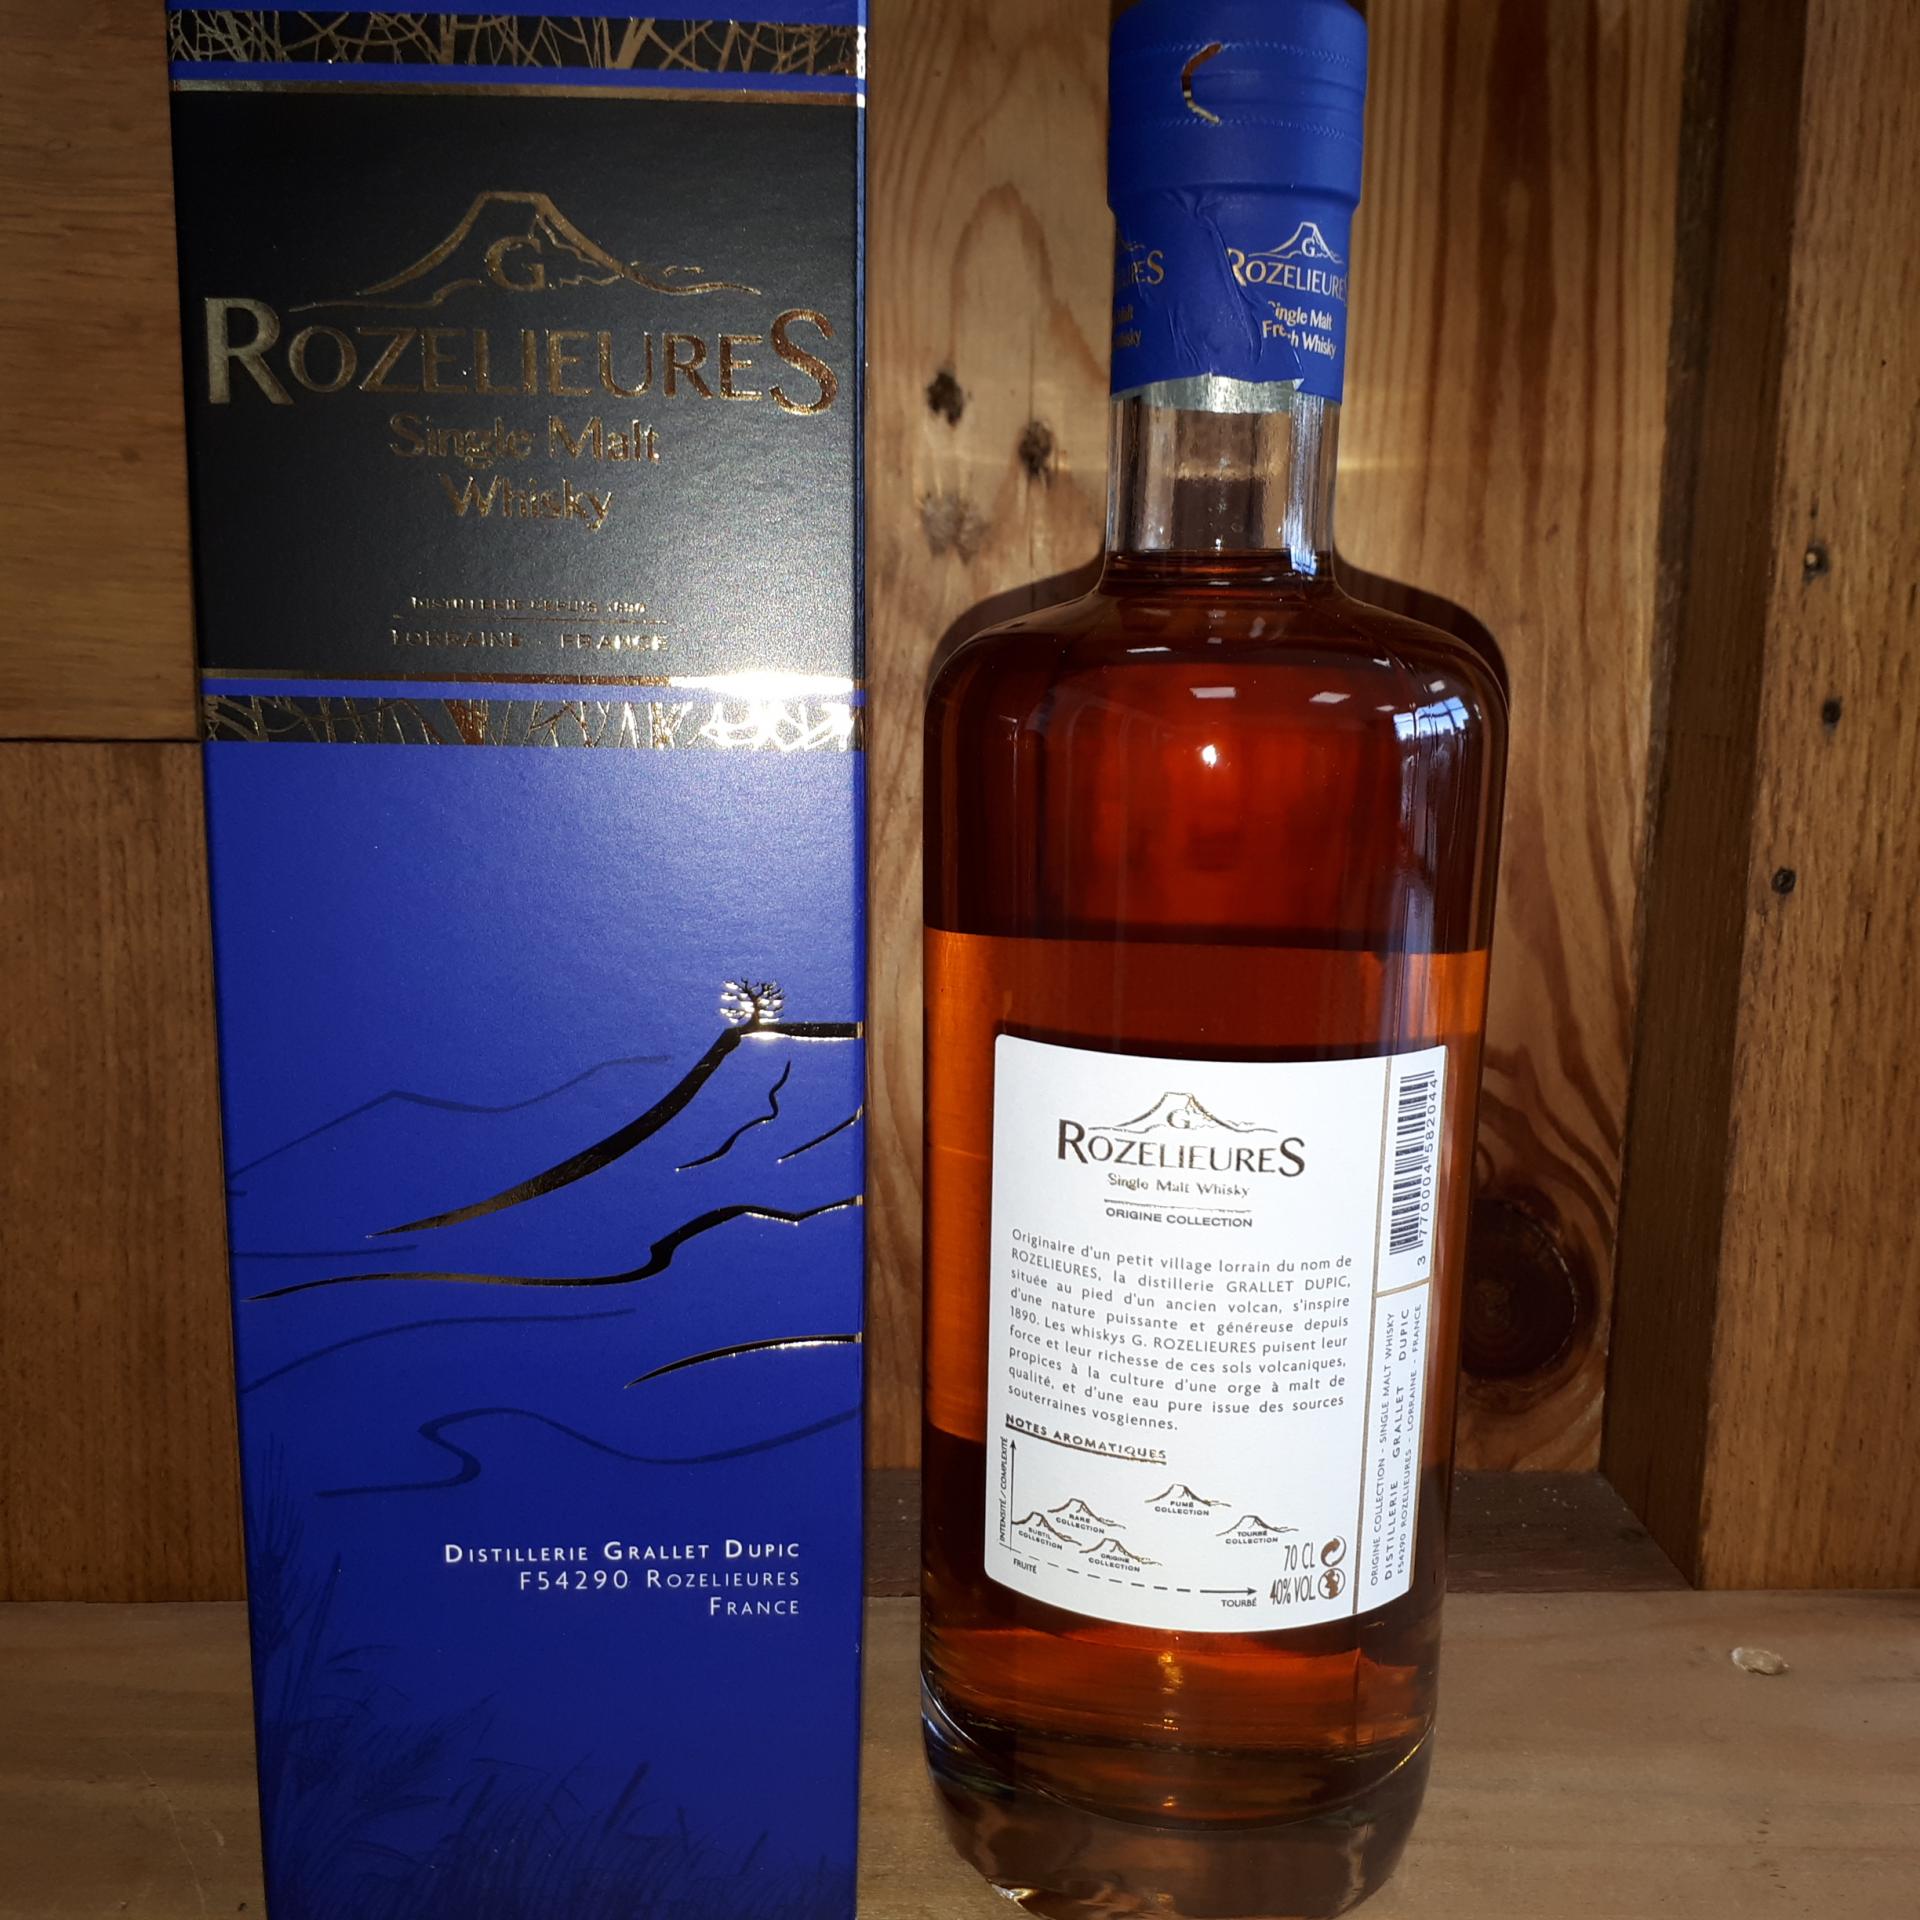 G.
ROZELIEURES
Single Malt
Whisky
DISTILLERIE DEPUIS 1890
LORRAINE - FRANCE
DISTILLERIE GRALLET DUPIC
F54290 ROZELIEURES
FRANCE
G.
ROZELIEURES
Single Malt
Whisky
G.
ROZELIEURES
Single Malt Whisky
ORIGINE COLLECTION
Originaire d'un petit village lorrain du nom de
ROZELIEURES, la distillerie GRALLET DUPIC,
située au pied d'un ancien volcan, s'inspire
d'une nature puissante et généreuse depuis
1890. Les whiskys G. ROZELIEURES puisent leur
force et leur richesse de ces sols volcaniques,
propices à la culture d'une orge à malt de
qualité, et d'une eau pure issue des sources
souterraines vosgiennes.
NOTES AROMATIQUES
INTENSITÉ / COMPLEXITÉ
FUMÉ
COLLECTION
RARE
COLLECTION
SUBTIL
COLLECTION
ORIGINE
COLLECTION
TOURBÉ
COLLECTION
FRUITÉ
TOURBÉ
70 CL
40% VOL
3 770004 582044
ORIGINE COLLECTION - SINGLE MALT WHISKY
DISTILLERIE GRALLET DUPIC
F54290 ROZELIEURES - LORRAINE - FRANCE